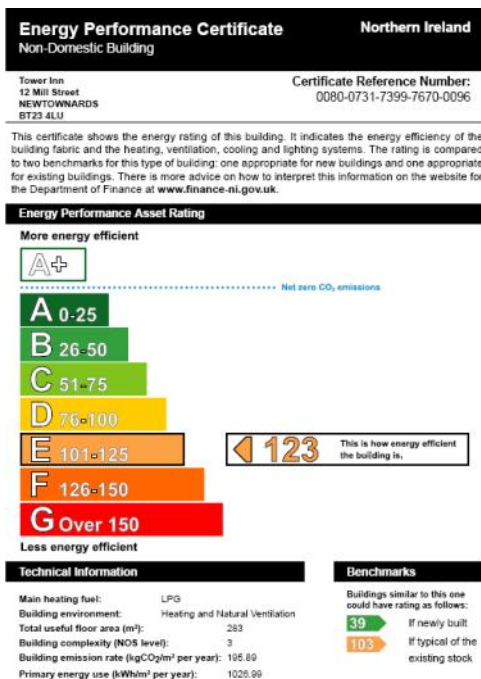 Energy Performance Certificate
Northern Ireland
Non-Domestic Building
Tower Inn
12 Mill Street
NEWTOWNARDS
BT23 4LU
Certificate Reference Number:
0080-0731-7399-7670-0096
This certificate shows the energy rating of this building. It indicates the energy efficiency of the
building fabric and the heating, ventilation, cooling and lighting systems. The rating is compared
to two benchmarks for this type of building: one appropriate for new buildings and one appropriate
for existing buildings. There is more advice on how to interpret this information on the website for
the Department of Finance at www.finance-ni.gov.uk.
Energy Performance Asset Rating
More energy efficient
A+
Net zero CO₂ emissions
A 0-25
B 26-50
C 51-75
D 76-100
E 101-125
123 This is how energy efficient
the building is.
F 126-150
G Over 150
Less energy efficient
Technical Information
Main heating fuel: LPG
Building environment: Heating and Natural Ventilation
Total useful floor area (m²): 283
Building complexity (NOS level): 3
Building emission rate (kgCO₂/m² per year): 195.89
Primary energy use (kWh/m² per year): 1026.99
Benchmarks
Buildings similar to this one
could have rating as follows:
39 If newly built
103 If typical of the
existing stock